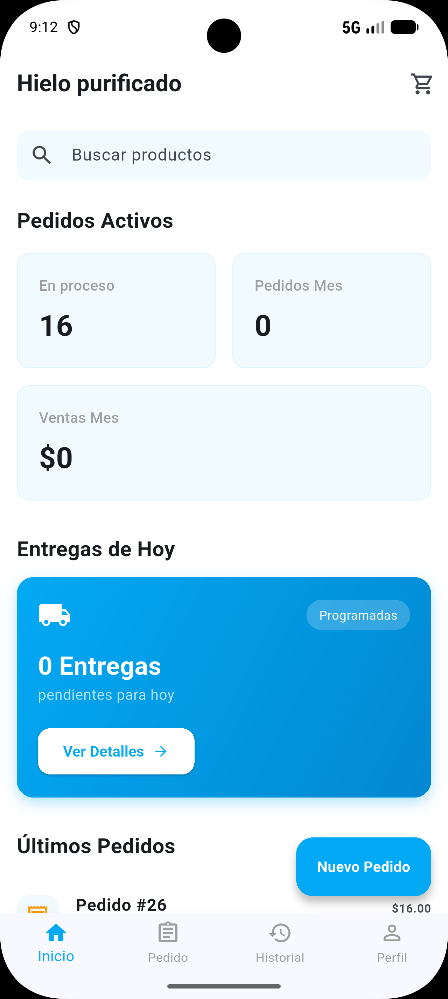 9:12
5G
Hielo purificado
Buscar productos
Pedidos Activos
En proceso
16
Pedidos Mes
0
Ventas Mes
$0
Entregas de Hoy
Programadas
0 Entregas
pendientes para hoy
Ver Detalles
Últimos Pedidos
Nuevo Pedido
Pedido #26
$16.00
Inicio
Pedido
Historial
Perfil